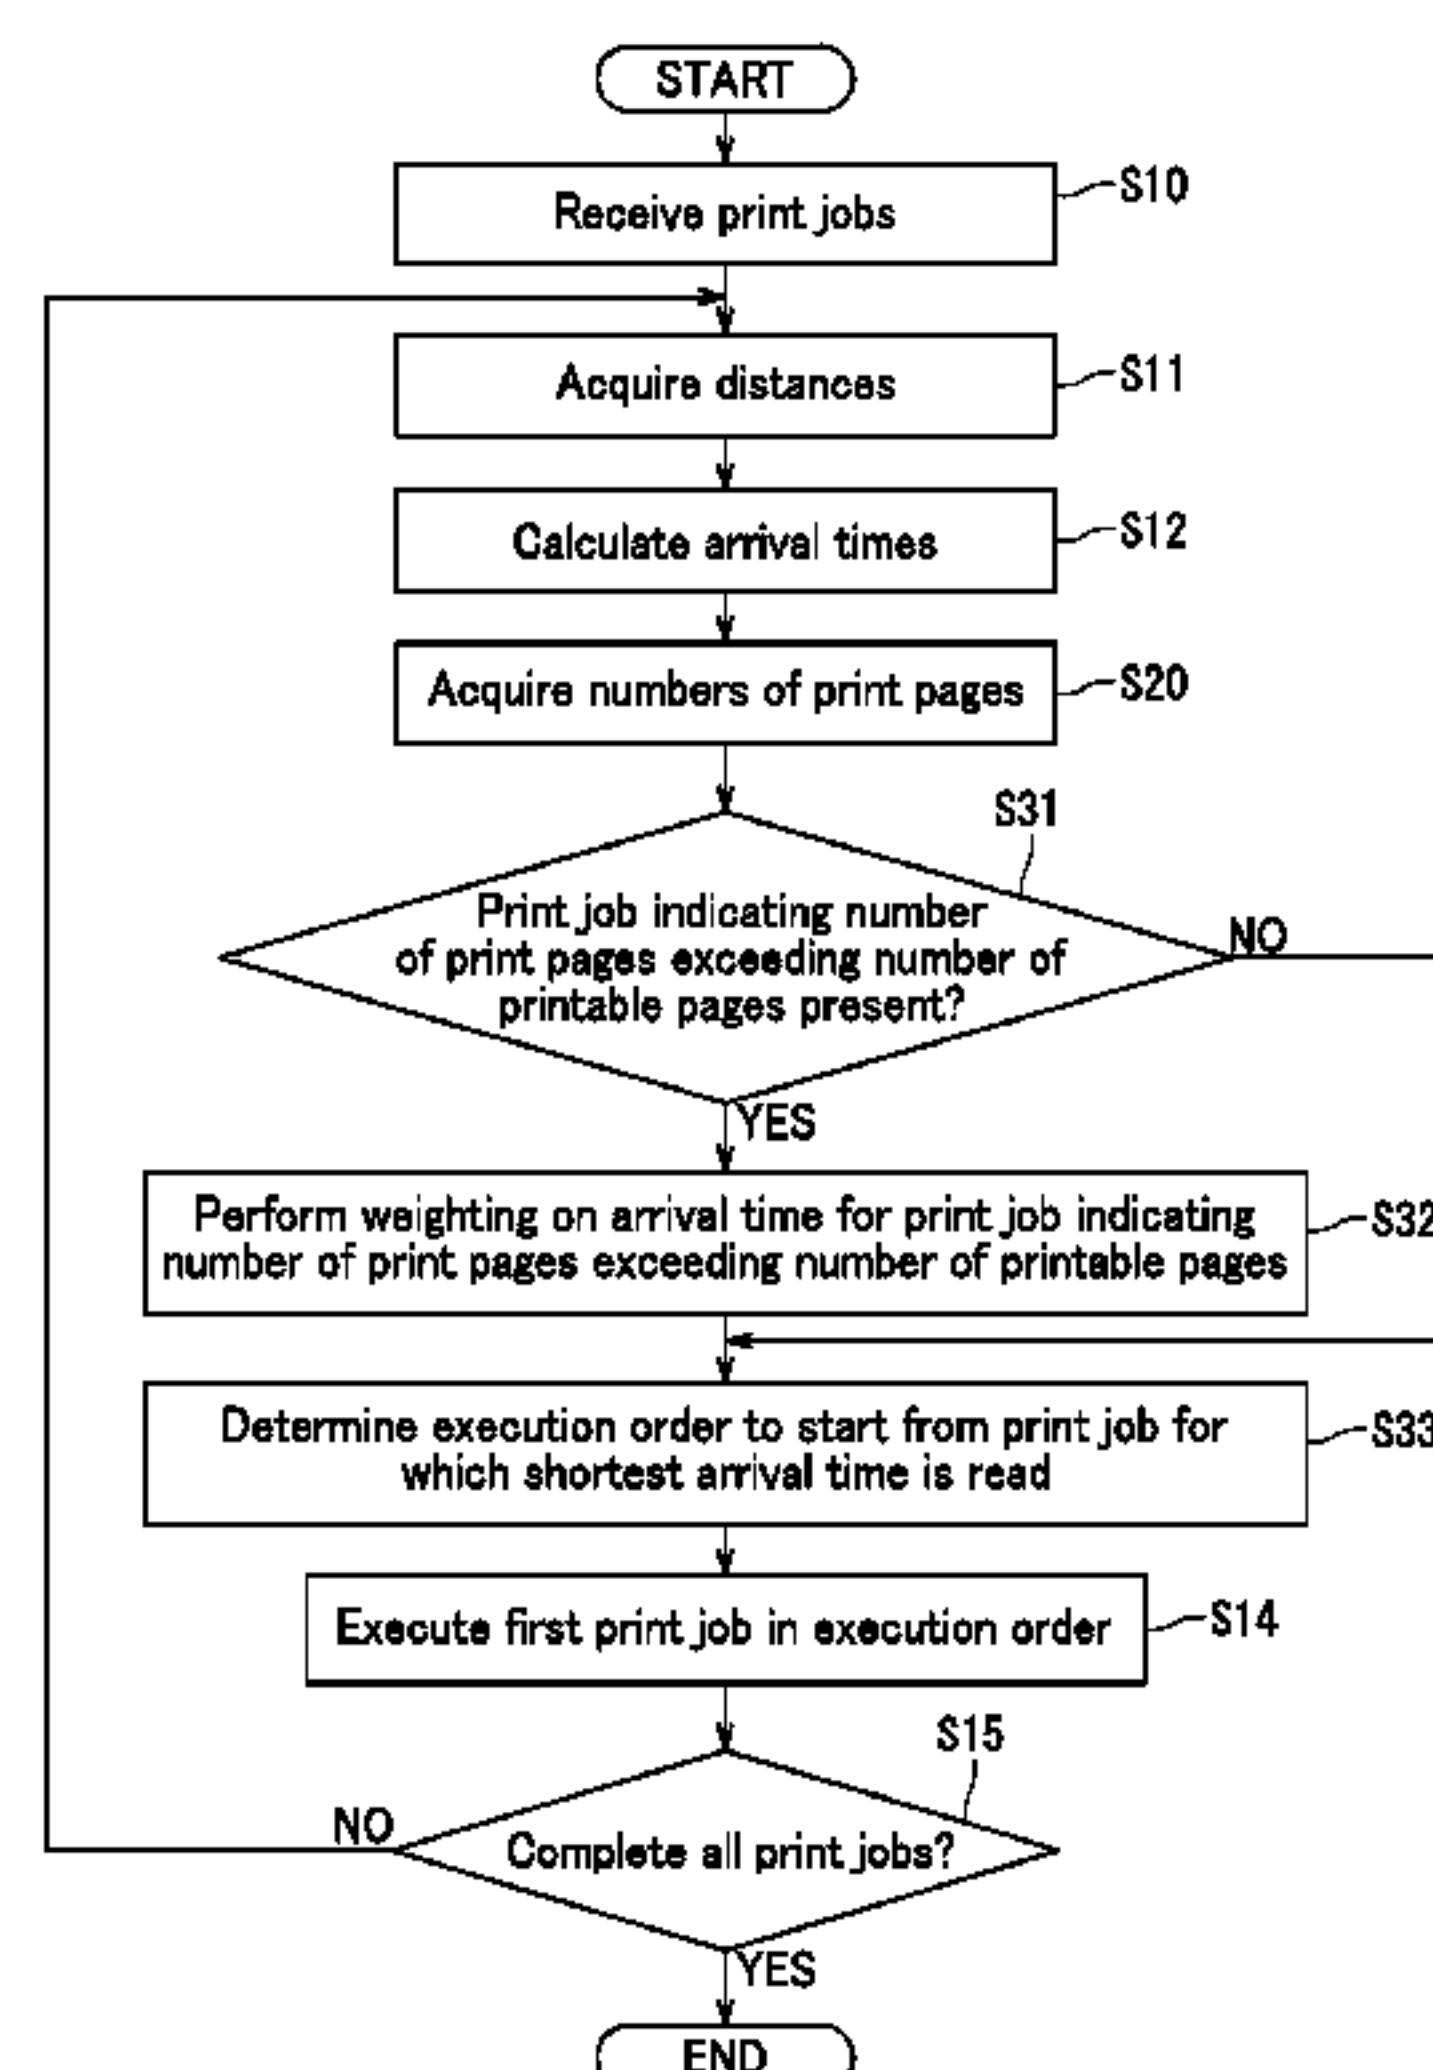 START
Receive print jobs
S10
Acquire distances
S11
Calculate arrival times
S12
Acquire numbers of print pages
S20
S31
Print job indicating number
of print pages exceeding number of
printable pages present?
NO
YES
Perform weighting on arrival time for print job indicating
number of print pages exceeding number of printable pages
S32
Determine execution order to start from print job for
which shortest arrival time is read
S33
Execute first print job in execution order
S14
S15
NO
Complete all print jobs?
YES
END